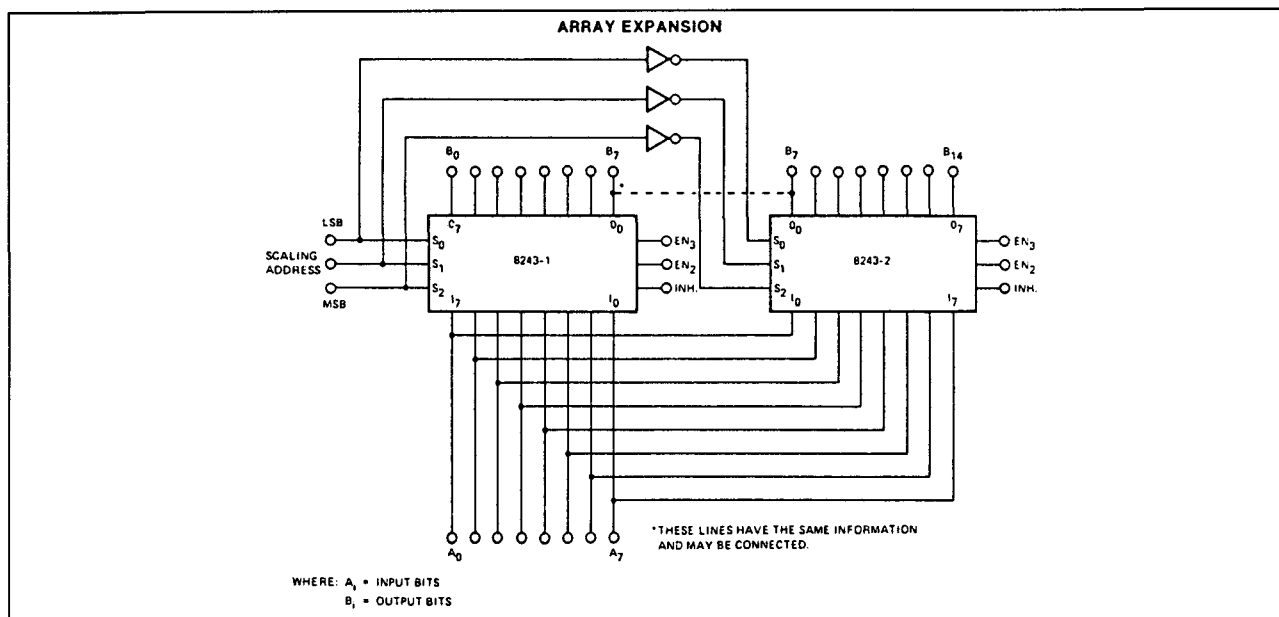 ARRAY EXPANSION
B0 B7 B7 B14
*
LSB
SCALING
ADDRESS
MSB
C7 O0
S0
S1
S2
8243-1
I7 I0
EN3
EN2
INH.
O0 O7
S0
S1
S2
8243-2
I0 I7
EN3
EN2
INH.
A0 A7
*THESE LINES HAVE THE SAME INFORMATION
AND MAY BE CONNECTED.
WHERE: Ai = INPUT BITS
Bi = OUTPUT BITS